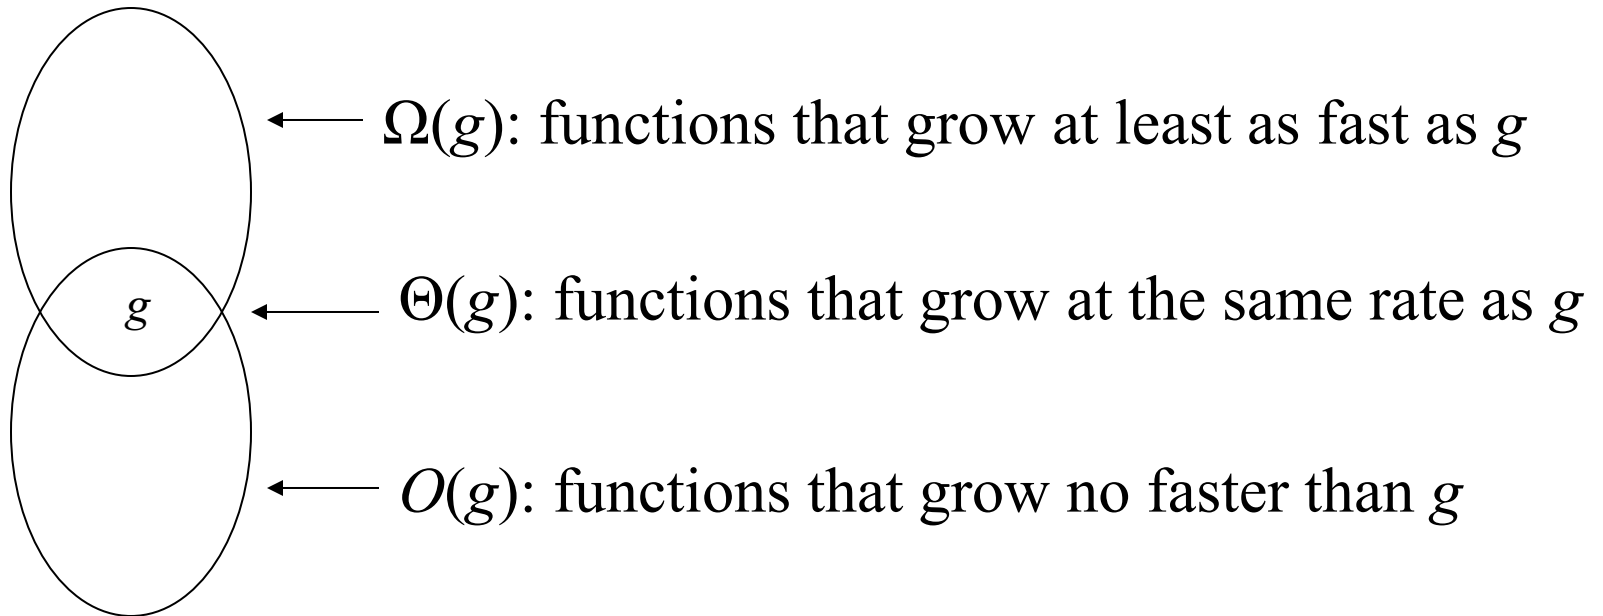 Ω(g): functions that grow at least as fast as g
g
Θ(g): functions that grow at the same rate as g
O(g): functions that grow no faster than g